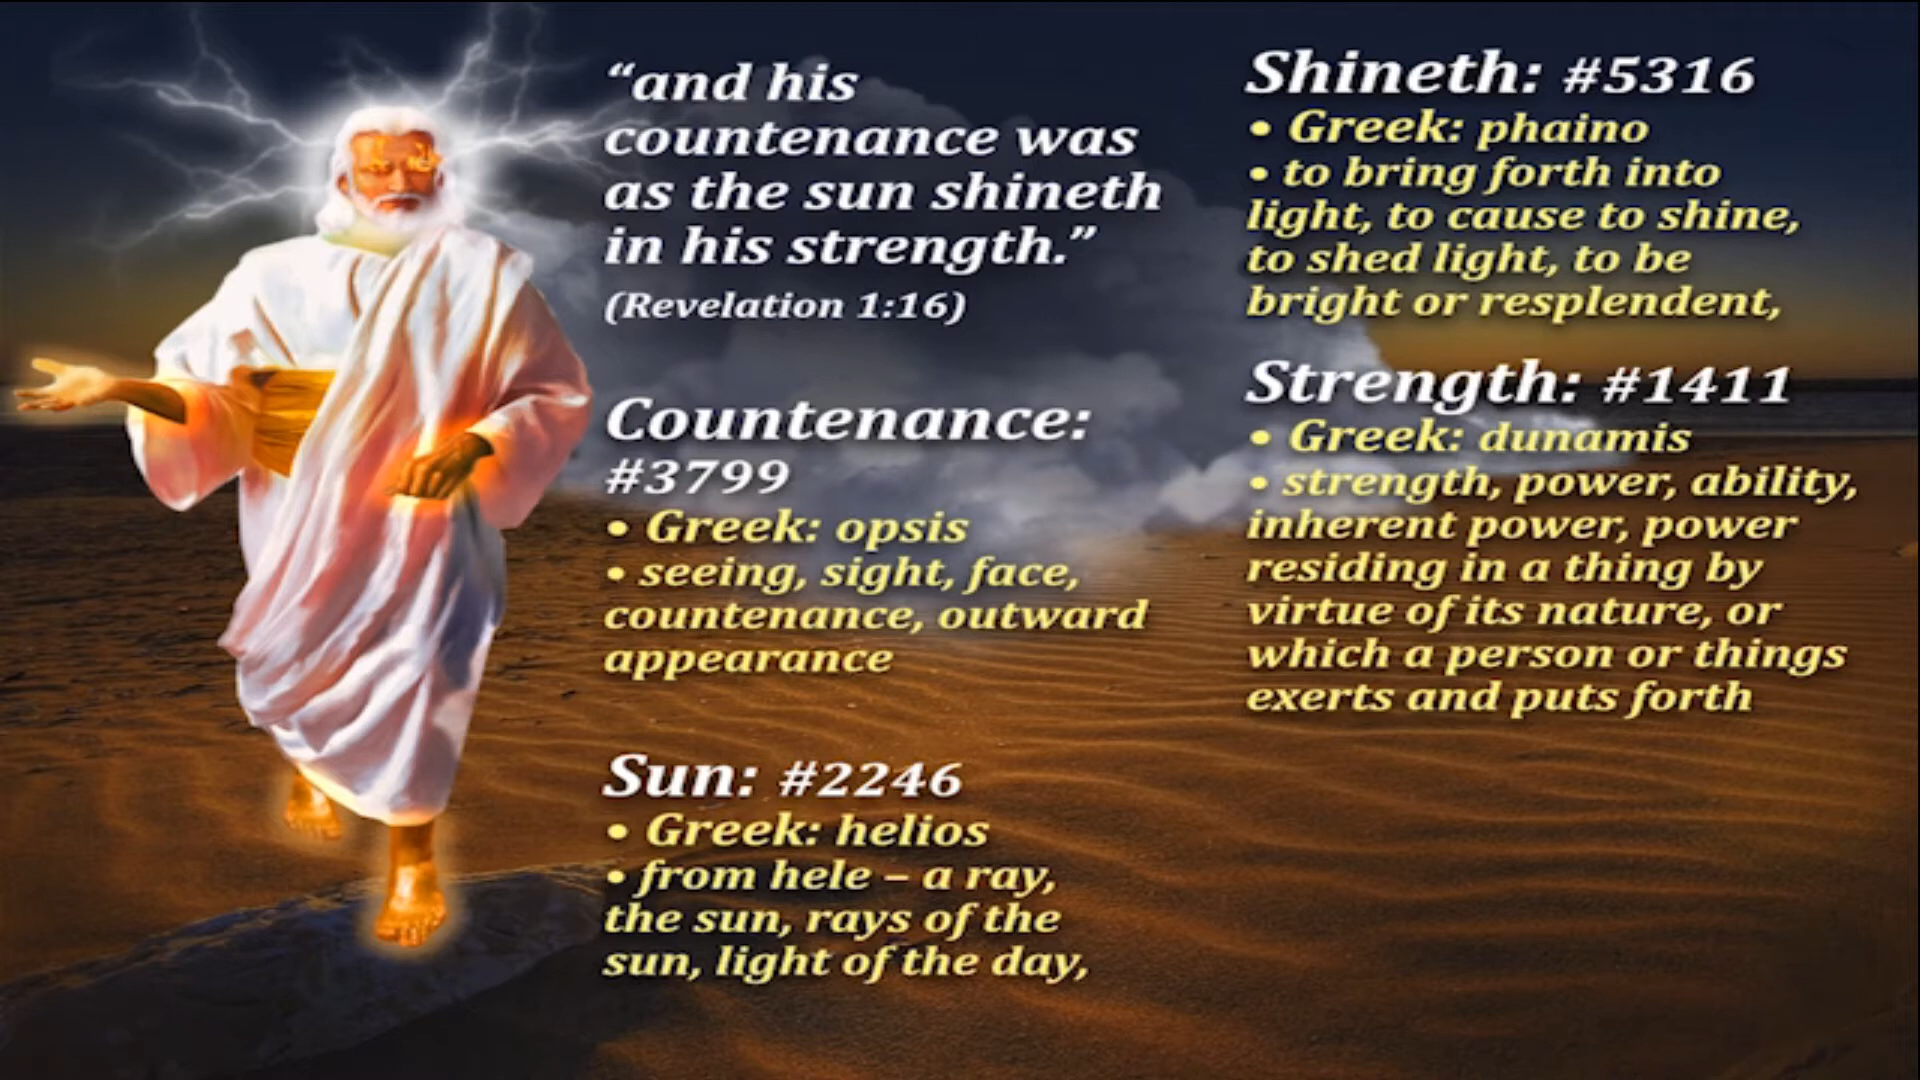 “and his
countenance was
as the sun shineth
in his strength.”
(Revelation 1:16)
Countenance:
#3799
• Greek: opsis
• seeing, sight, face,
countenance, outward
appearance
Sun: #2246
• Greek: helios
• from hele – a ray,
the sun, rays of the
sun, light of the day,
Shineth: #5316
• Greek: phaino
• to bring forth into
light, to cause to shine,
to shed light, to be
bright or resplendent,
Strength: #1411
• Greek: dunamis
• strength, power, ability,
inherent power, power
residing in a thing by
virtue of its nature, or
which a person or things
exerts and puts forth